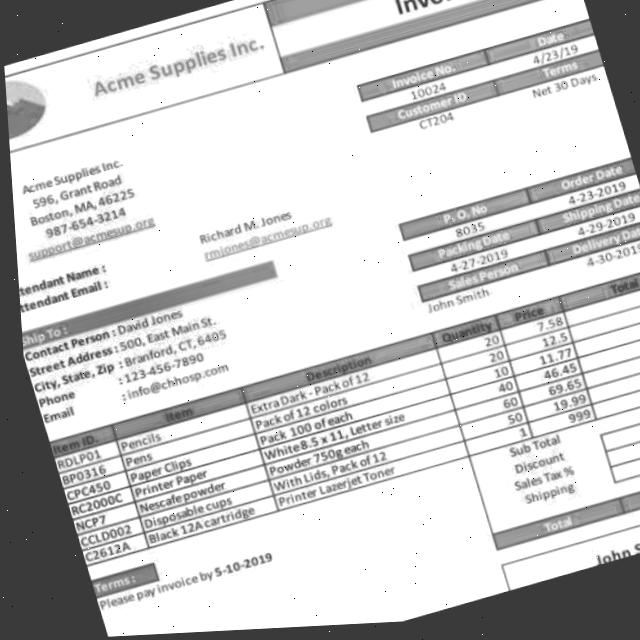 Acme Supplies Inc.
Invoice No. Date
10024 4/23/19
Customer ID Terms
CT204 Net 30 Days
Acme Supplies Inc.
596, Grant Road
Boston, MA, 46225
987-654-3214
support@acmesup.org
P. O. No Order Date
8035 4-23-2019
Packing Date Shipping Date
4-27-2019 4-29-2019
Sales Person Delivery Da
John Smith 4-30-2019
tendant Name : Richard M. Jones
ttendant Email : rmjones@acmesup.org
Ship To :
Contact Person : David Jones
Street Address : 500, East Main St.
City, State, Zip : Branford, CT, 6405
Phone : 123-456-7890
Email : info@chhosp.com
Item ID. Item Description Quantity Price Total
RDLP01 Pencils Extra Dark - Pack of 12 20 7.58
BP0316 Pens Pack of 12 colors 20 12.5
CPC450 Paper Clips Pack 100 of each 10 11.77
RC2000C Printer Paper White 8.5 x 11, Letter size 40 46.45
NCP7 Nescafe powder Powder 750g each 60 69.65
CCLD002 Disposable cups With Lids, Pack of 12 50 19.99
C2612A Black 12A cartridge Printer Lazerjet Toner 1 999
Sub Total
Discount
Sales Tax %
Shipping
Total
Terms :
Please pay invoice by 5-10-2019
John S